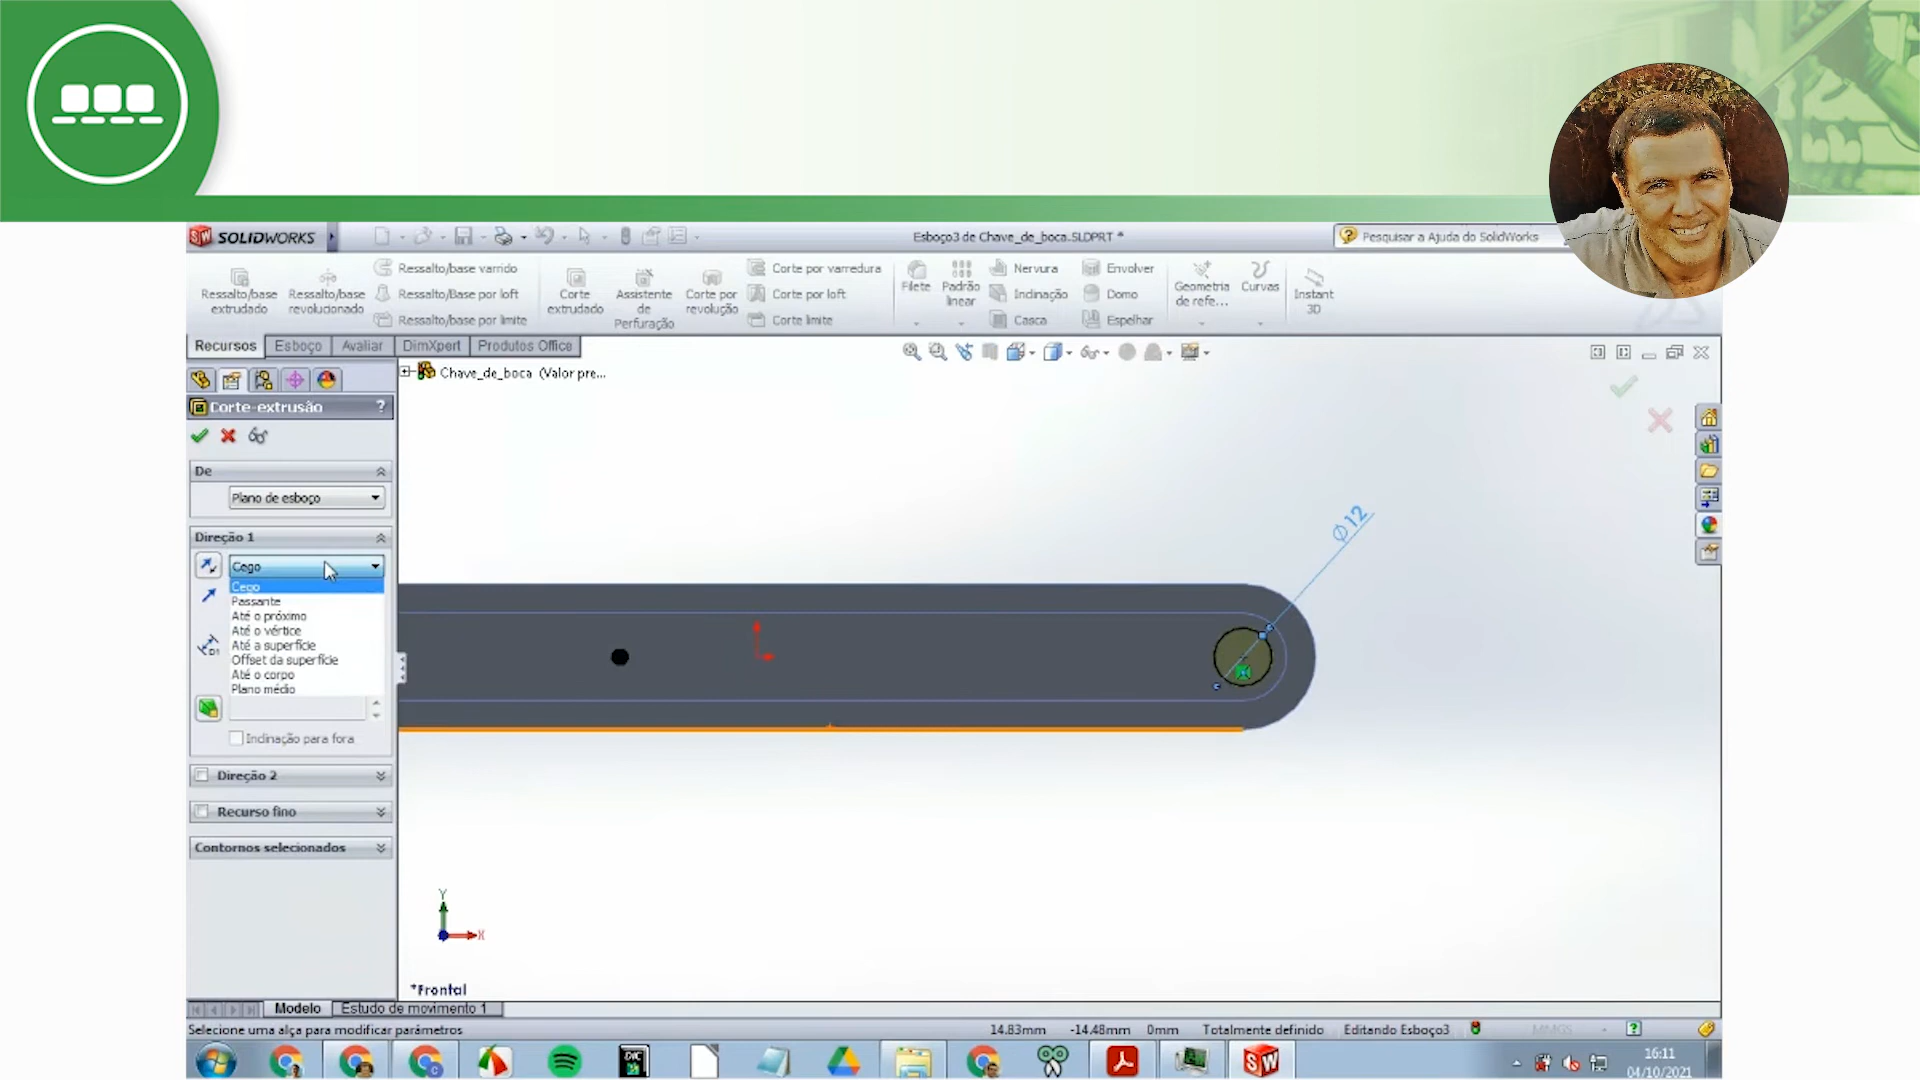 SOLIDWORKS
Esboço3 de Chave_de_boca.SLDPRT *
Pesquisar a Ajuda do SolidWorks
Ressalto/base extrudado
Ressalto/base revolucionado
Ressalto/base varrido
Ressalto/Base por loft
Ressalto/base por limite
Corte extrudado
Assistente de Perfuração
Corte por revolução
Corte por varredura
Corte por loft
Corte limite
Filete
Padrão linear
Nervura
Inclinação
Casca
Envolver
Domo
Espelhar
Geometria de refe...
Curvas
Instant 3D
Recursos
Esboço
Avaliar
DimXpert
Produtos Office
Chave_de_boca (Valor pre...
Corte-extrusão
?
De
Plano de esboço
Direção 1
Cego
Cego
Passante
Até o próximo
Até o vértice
Até a superfície
Offset da superfície
Até o corpo
Plano médio
D1
Inclinação para fora
Direção 2
Recurso fino
Contornos selecionados
Ø12
Y
X
*Frontal
Modelo
Estudo de movimento 1
Selecione uma alça para modificar parâmetros
14.83mm
-14.48mm
0mm
Totalmente definido
Editando Esboço3
MMGS
16:11
04/10/2021